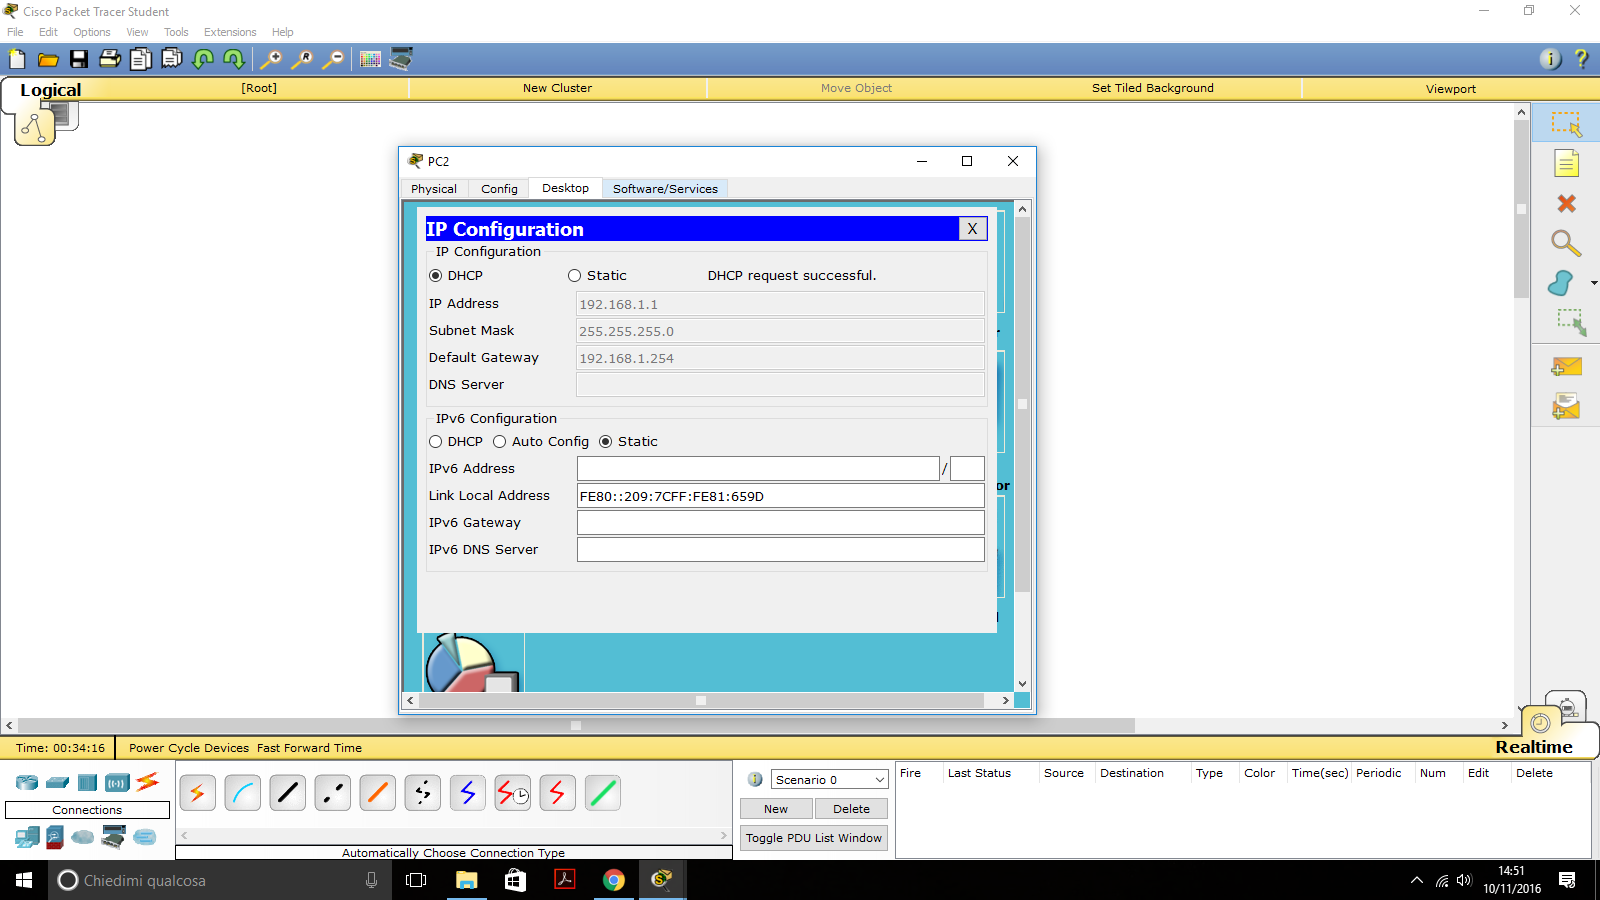 Cisco Packet Tracer Student
File Edit Options View Tools Extensions Help
Logical [Root] New Cluster Move Object Set Tiled Background Viewport
PC2
Physical Config Desktop Software/Services
IP Configuration X
IP Configuration
DHCP Static DHCP request successful.
IP Address 192.168.1.1
Subnet Mask 255.255.255.0
Default Gateway 192.168.1.254
DNS Server
IPv6 Configuration
DHCP Auto Config Static
IPv6 Address /
Link Local Address FE80::209:7CFF:FE81:659D
IPv6 Gateway
IPv6 DNS Server
or
Realtime
Time: 00:34:16 Power Cycle Devices Fast Forward Time
Connections
Automatically Choose Connection Type
Scenario 0
New Delete
Toggle PDU List Window
Fire Last Status Source Destination Type Color Time(sec) Periodic Num Edit Delete
Chiedimi qualcosa
14:51
10/11/2016